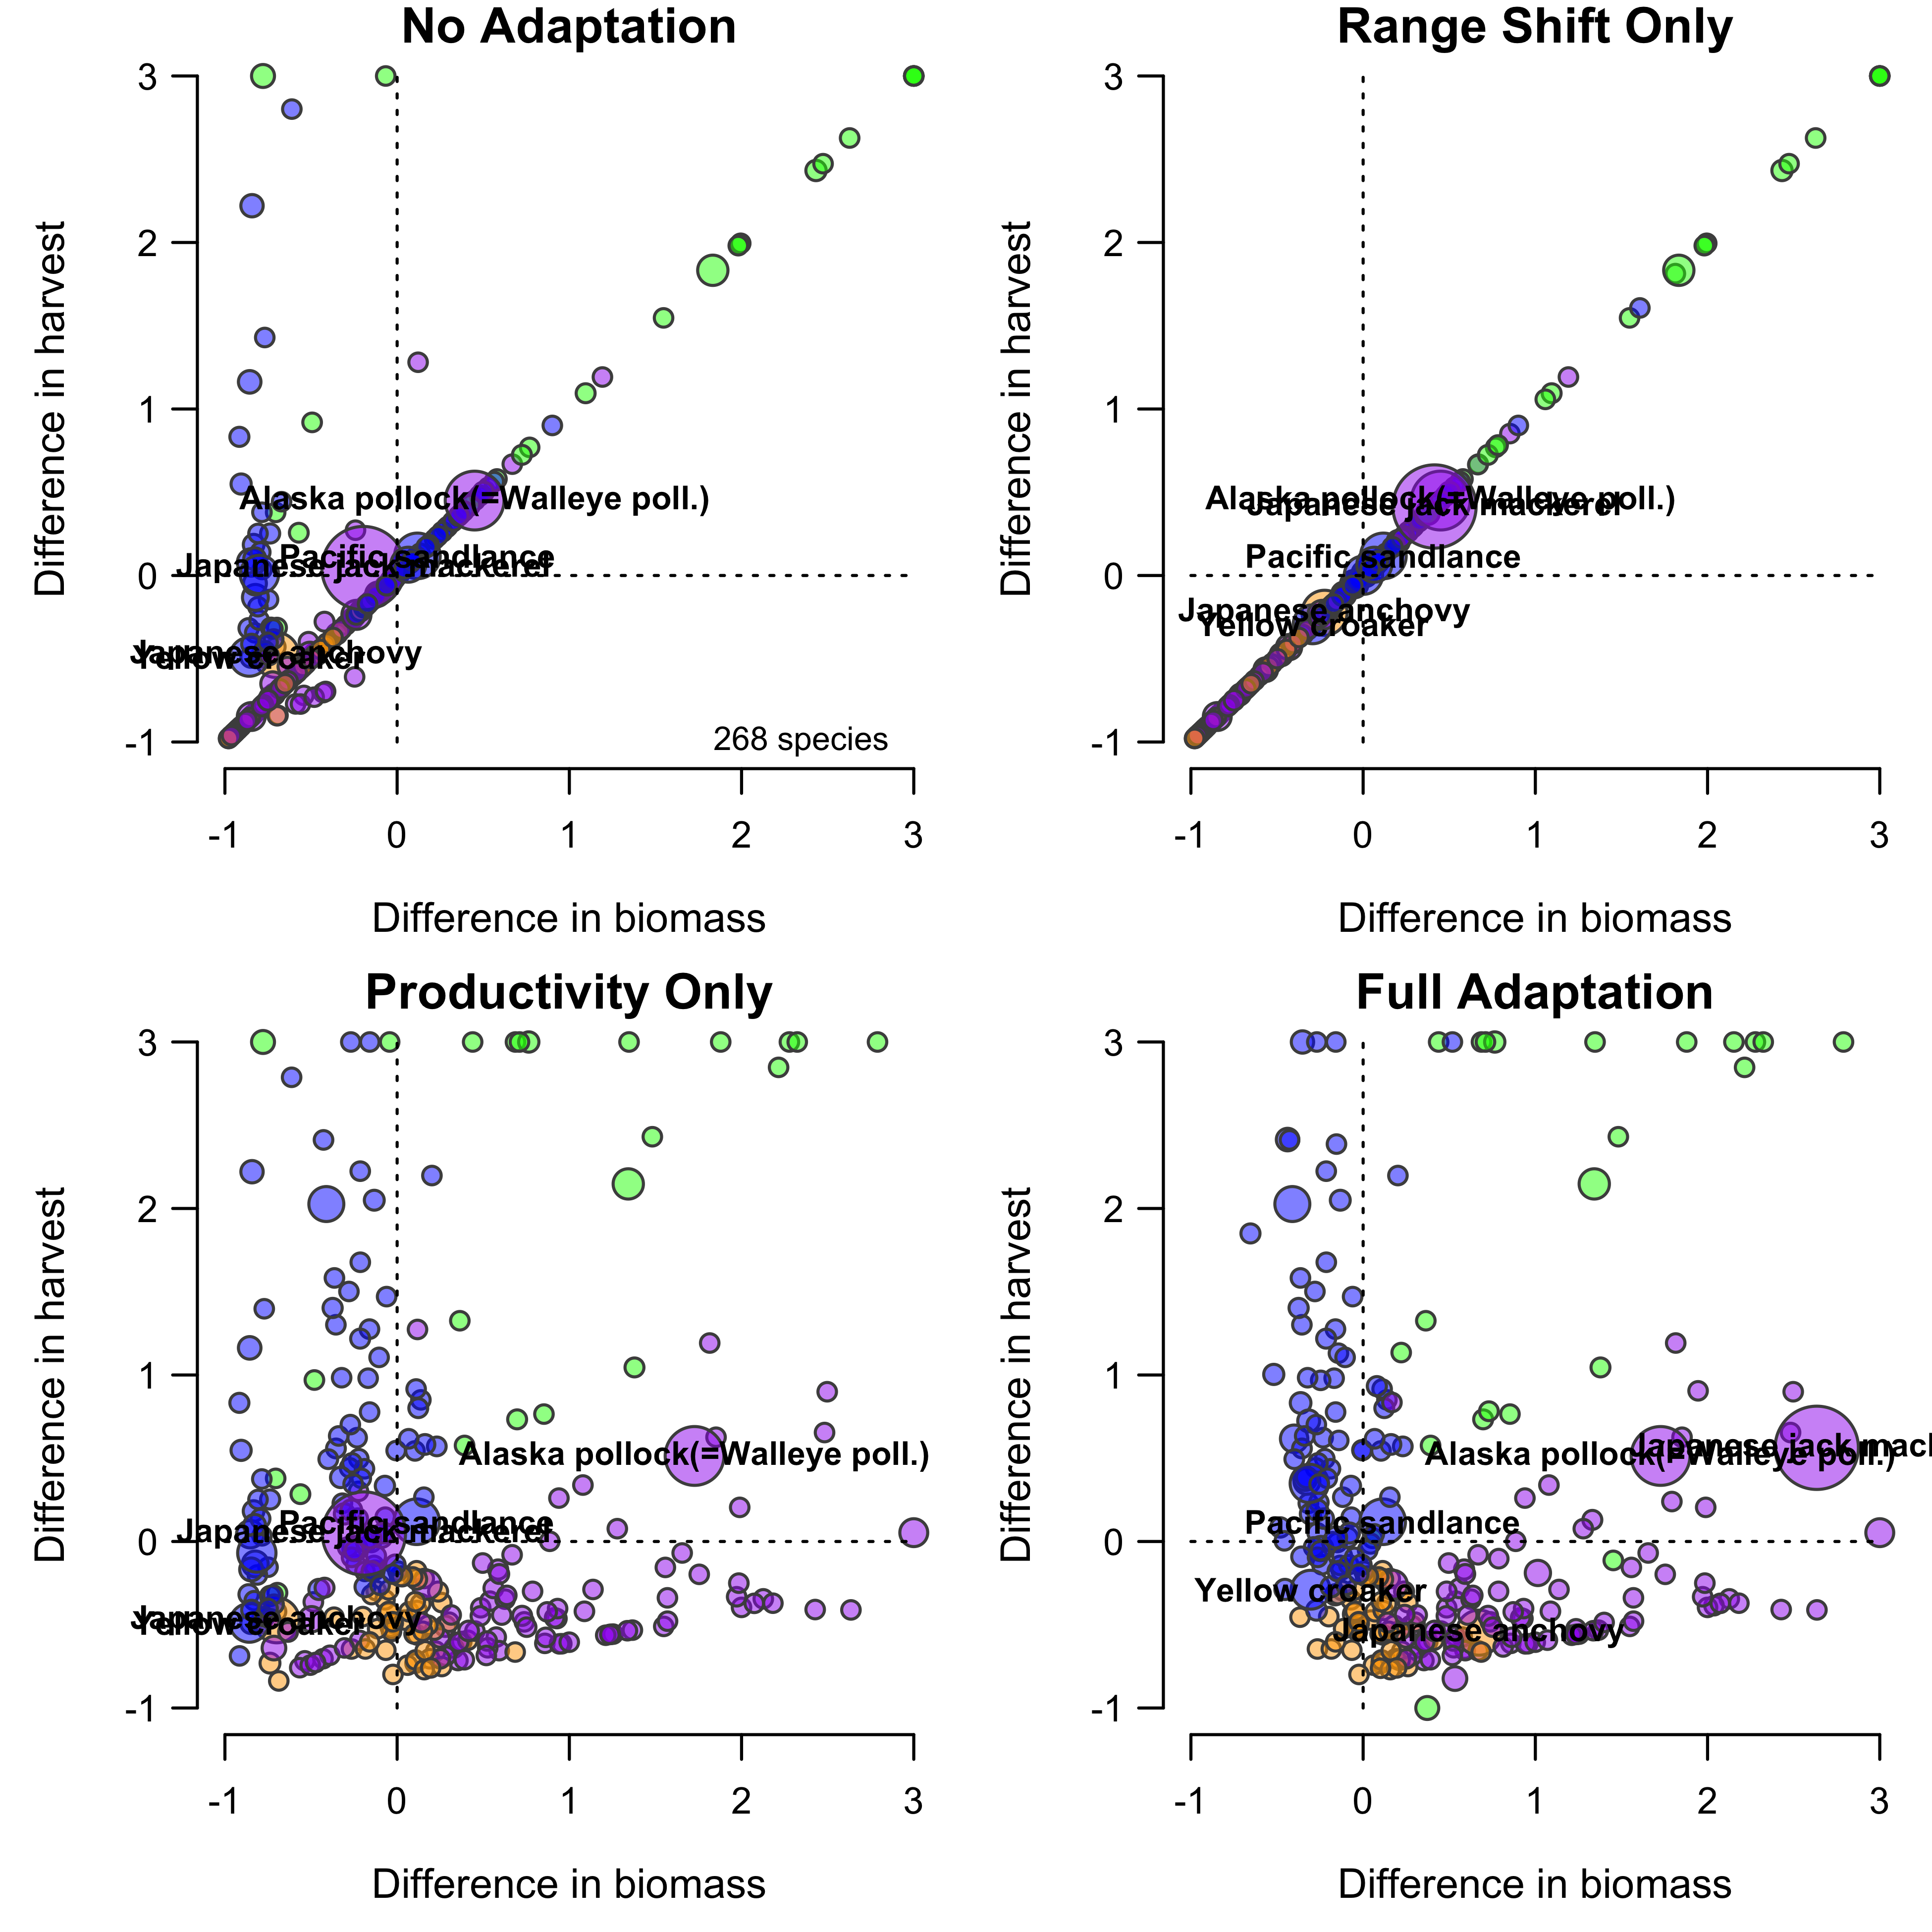 No Adaptation
Difference in harvest
3
2
1
0
-1
Alaska pollock(=Walleye poll.)
Pacific sandlance
Japanese jack mackerel
Japanese anchovy
Yellow croaker
268 species
-1 0 1 2 3
Difference in biomass
Range Shift Only
Difference in harvest
3
2
1
0
-1
Alaska pollock(=Walleye poll.)
Japanese jack mackerel
Pacific sandlance
Japanese anchovy
Yellow croaker
-1 0 1 2 3
Difference in biomass
Productivity Only
Difference in harvest
3
2
1
0
-1
Alaska pollock(=Walleye poll.)
Pacific sandlance
Japanese jack mackerel
Japanese anchovy
Yellow croaker
-1 0 1 2 3
Difference in biomass
Full Adaptation
Difference in harvest
3
2
1
0
-1
Japanese jack mac
Alaska pollock(=Walleye poll.)
Pacific sandlance
Yellow croaker
Japanese anchovy
-1 0 1 2 3
Difference in biomass